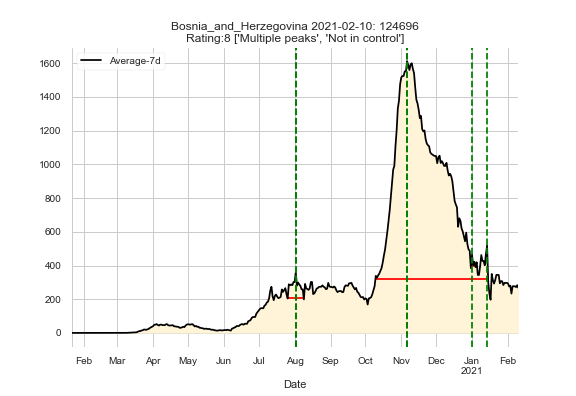 Bosnia_and_Herzegovina 2021-02-10: 124696
Rating:8 ['Multiple peaks', 'Not in control']
Average-7d
1600
1400
1200
1000
800
600
400
200
0
Feb Mar Apr May Jun Jul Aug Sep Oct Nov Dec Jan Feb
2021
Date